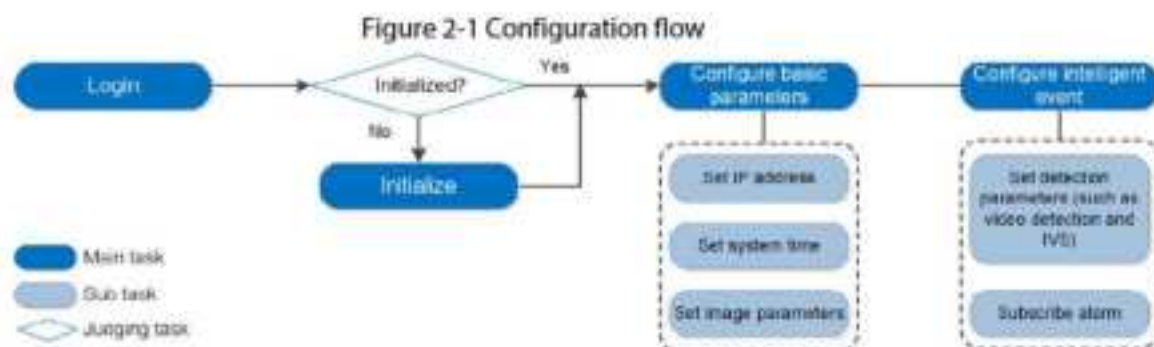 Figure 2-1 Configuration flow
Login
Initialized?
Yes
No
Initialize
Configure basic
parameters
Set IP address
Set system time
Set image parameters
Configure intelligent
event
Set detection
parameters (such as
video detection and
IVS)
Subscribe alarm
Main task
Sub task
Judging task